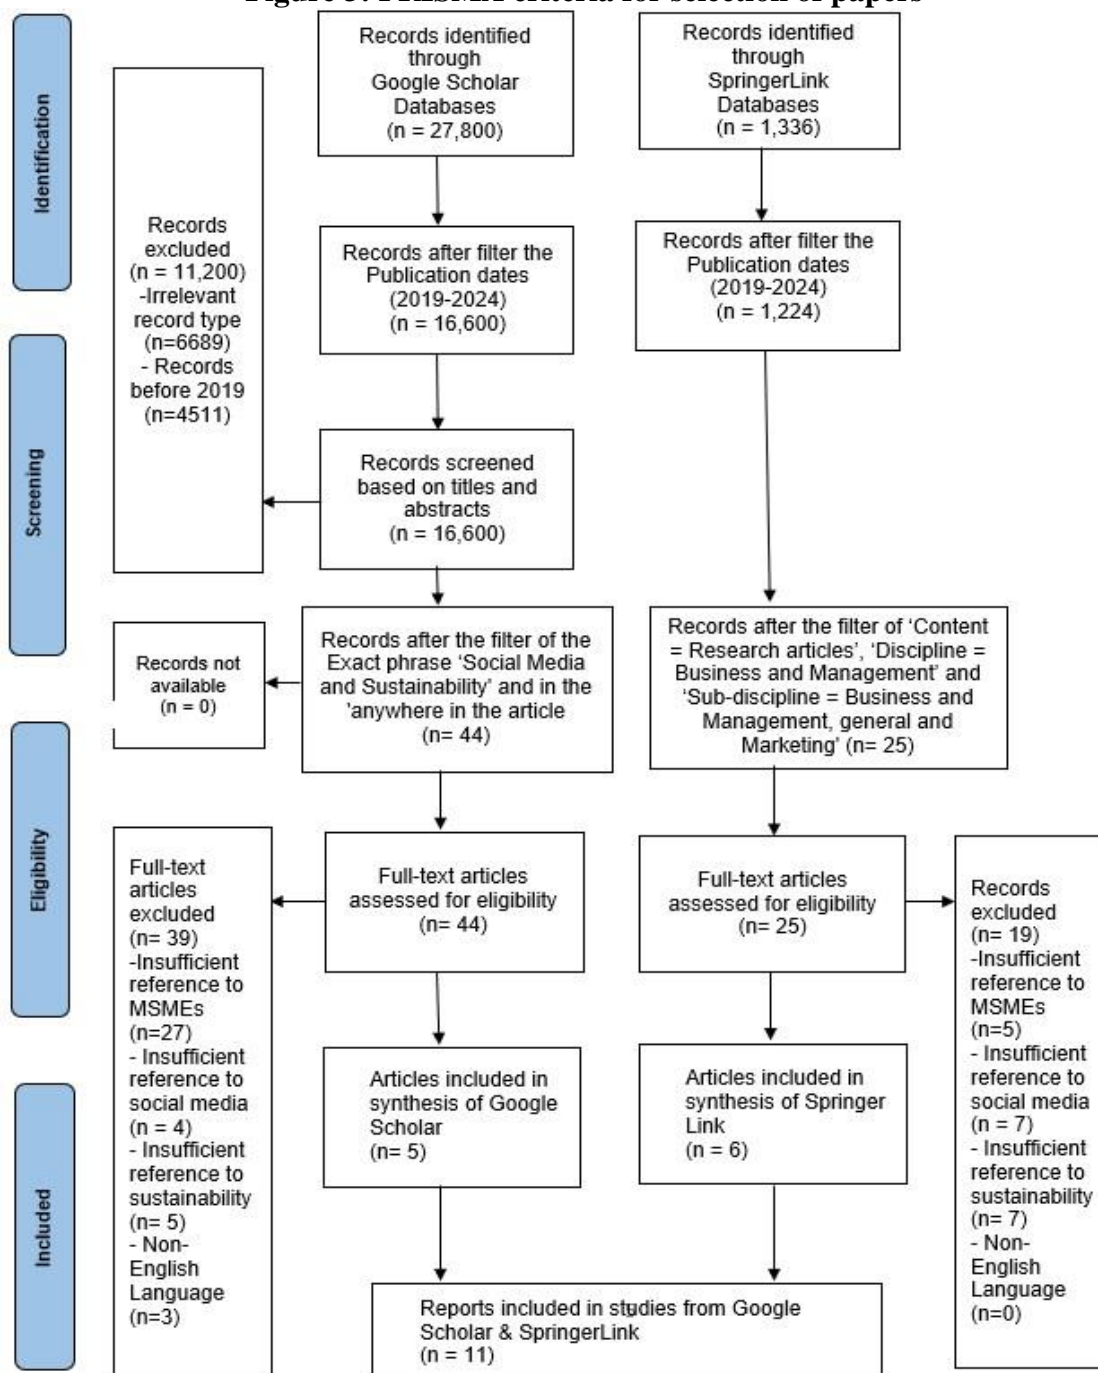 Figure PRISMA criteria for selection of papers
Identification
Screening
Eligibility
Included
Records identified
through
Google Scholar
Databases
(n = 27,800)
Records identified
through
SpringerLink
Databases
(n = 1,336)
Records
excluded
(n = 11,200)
-Irrelevant
record type
(n=6689)
- Records
before 2019
(n=4511)
Records after filter the
Publication dates
(2019-2024)
(n = 16,600)
Records after filter the
Publication dates
(2019-2024)
(n = 1,224)
Records screened
based on titles and
abstracts
(n = 16,600)
Records not
available
(n = 0)
Records after the filter of the
Exact phrase ‘Social Media
and Sustainability’ and in the
'anywhere in the article
(n= 44)
Records after the filter of ‘Content
= Research articles’, ‘Discipline =
Business and Management’ and
‘Sub-discipline = Business and
Management, general and
Marketing’ (n= 25)
Full-text
articles
excluded
(n= 39)
-Insufficient
reference to
MSMEs
(n=27)
- Insufficient
reference to
social media
(n = 4)
- Insufficient
reference to
sustainability
(n= 5)
- Non-
English
Language
(n=3)
Full-text articles
assessed for eligibility
(n= 44)
Full-text articles
assessed for eligibility
(n= 25)
Records
excluded
(n= 19)
-Insufficient
reference to
MSMEs
(n=5)
- Insufficient
reference to
social media
(n = 7)
- Insufficient
reference to
sustainability
(n= 7)
- Non-
English
Language
(n=0)
Articles included in
synthesis of Google
Scholar
(n= 5)
Articles included in
synthesis of Springer
Link
(n = 6)
Reports included in studies from Google
Scholar & SpringerLink
(n = 11)